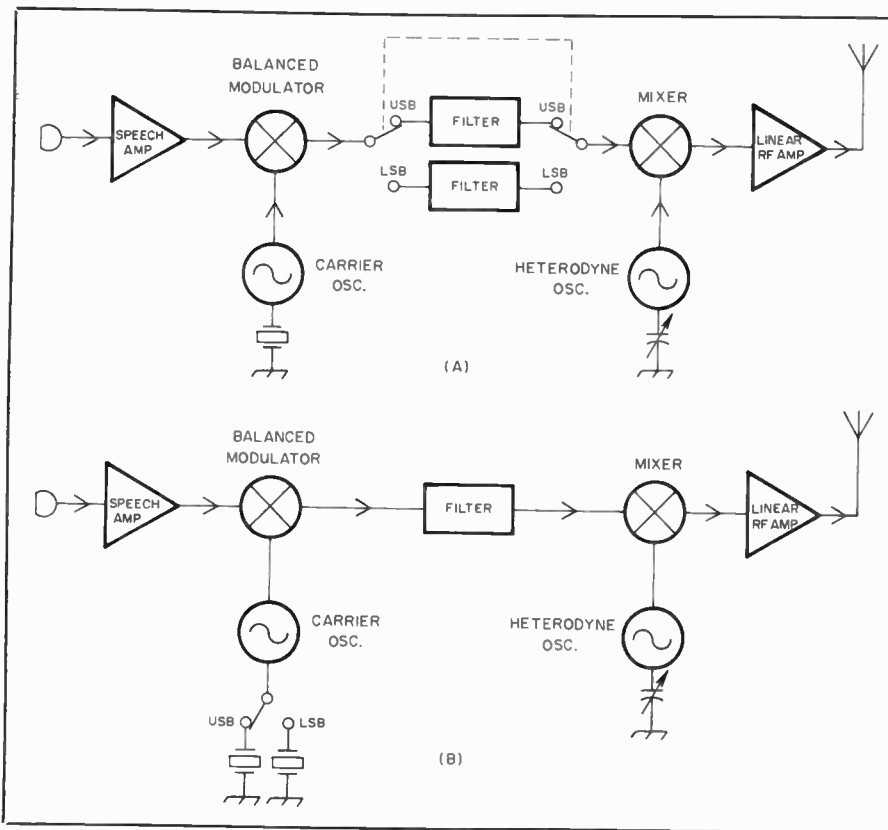 BALANCED
MODULATOR
SPEECH
AMP
USB
FILTER
USB
LSB
FILTER
LSB
MIXER
LINEAR
RF AMP
CARRIER
OSC.
HETERODYNE
OSC.
(A)
BALANCED
MODULATOR
SPEECH
AMP
FILTER
MIXER
LINEAR
RF AMP
CARRIER
OSC.
HETERODYNE
OSC.
USB
LSB
(B)